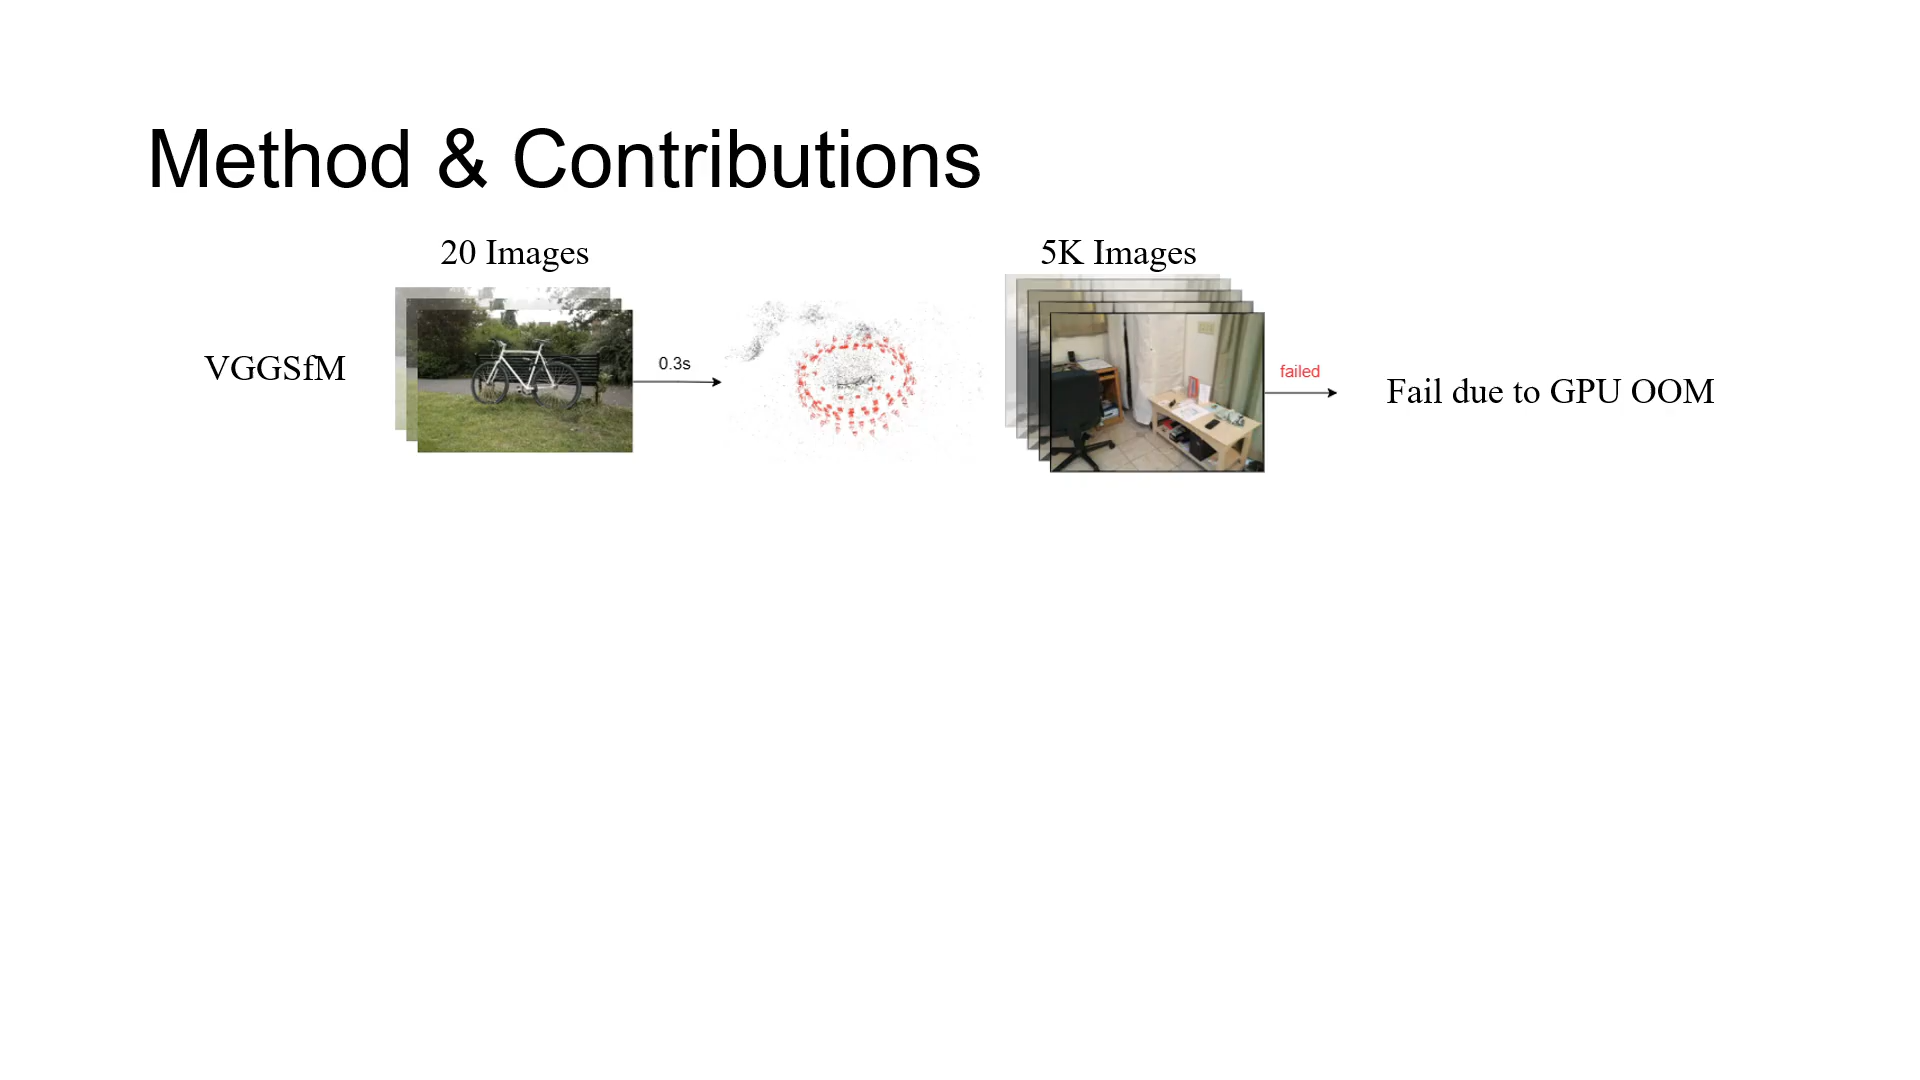 Method & Contributions
20 Images
5K Images
VGGSfM
0.3s
failed
Fail due to GPU OOM